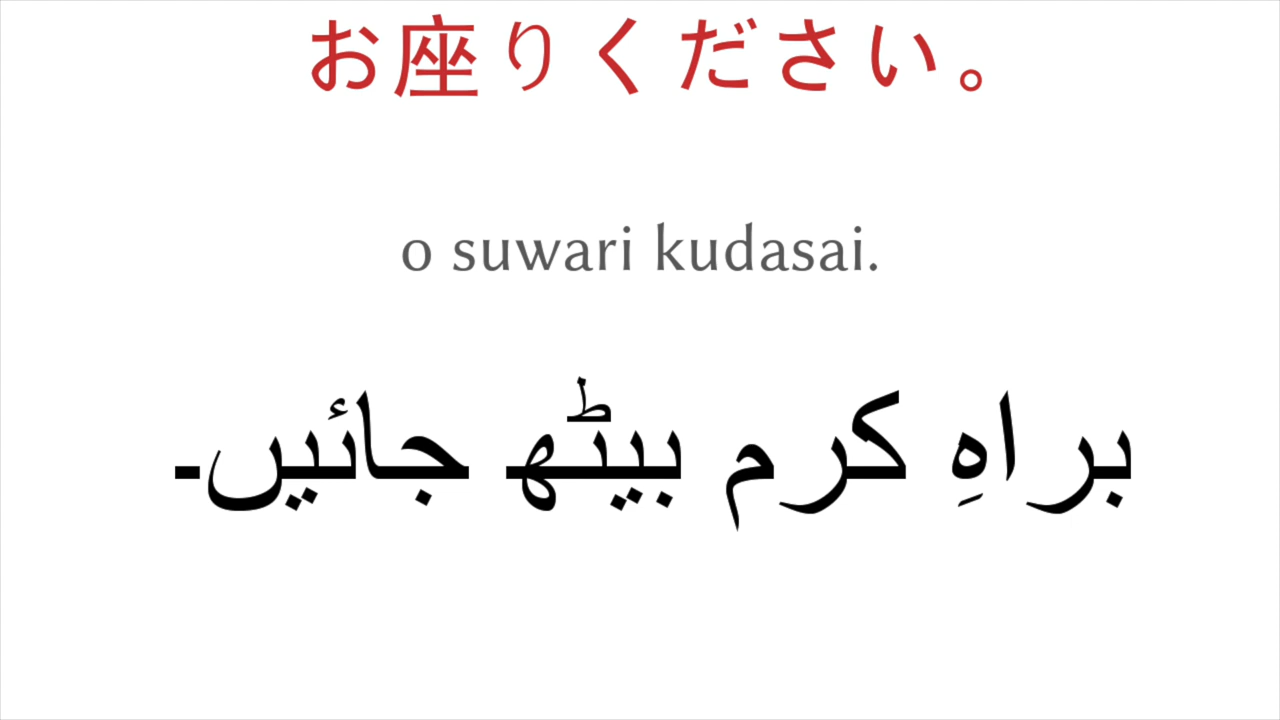 お座りください。
o suwari kudasai.
براہِ کرم بیٹھ جائیں۔